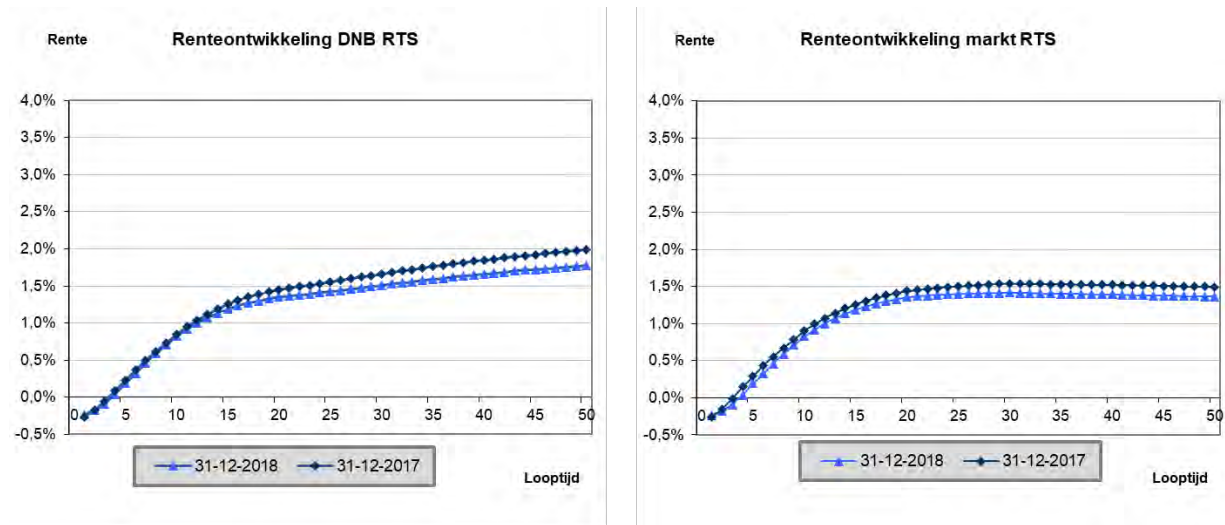 Rente
Renteontwikkeling DNB RTS
4,0%
3,5%
3,0%
2,5%
2,0%
1,5%
1,0%
0,5%
0,0%
-0,5%
0 5 10 15 20 25 30 35 40 45 50
31-12-2018 31-12-2017
Looptijd
Rente
Renteontwikkeling markt RTS
4,0%
3,5%
3,0%
2,5%
2,0%
1,5%
1,0%
0,5%
0,0%
-0,5%
0 5 10 15 20 25 30 35 40 45 50
31-12-2018 31-12-2017
Looptijd